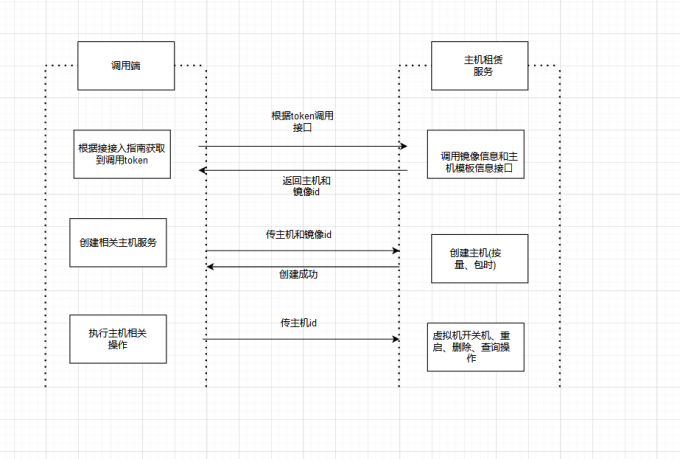 调用端
主机租赁
服务
根据token调用
接口
根据接接入指南获取
到调用token
调用镜像信息和主
机模板信息接口
返回主机和
镜像id
创建相关主机服务
传主机和镜像id
创建主机(按
量、包时)
创建成功
执行主机相关
操作
传主机id
虚拟机开关机、重
启、删除、查询操
作